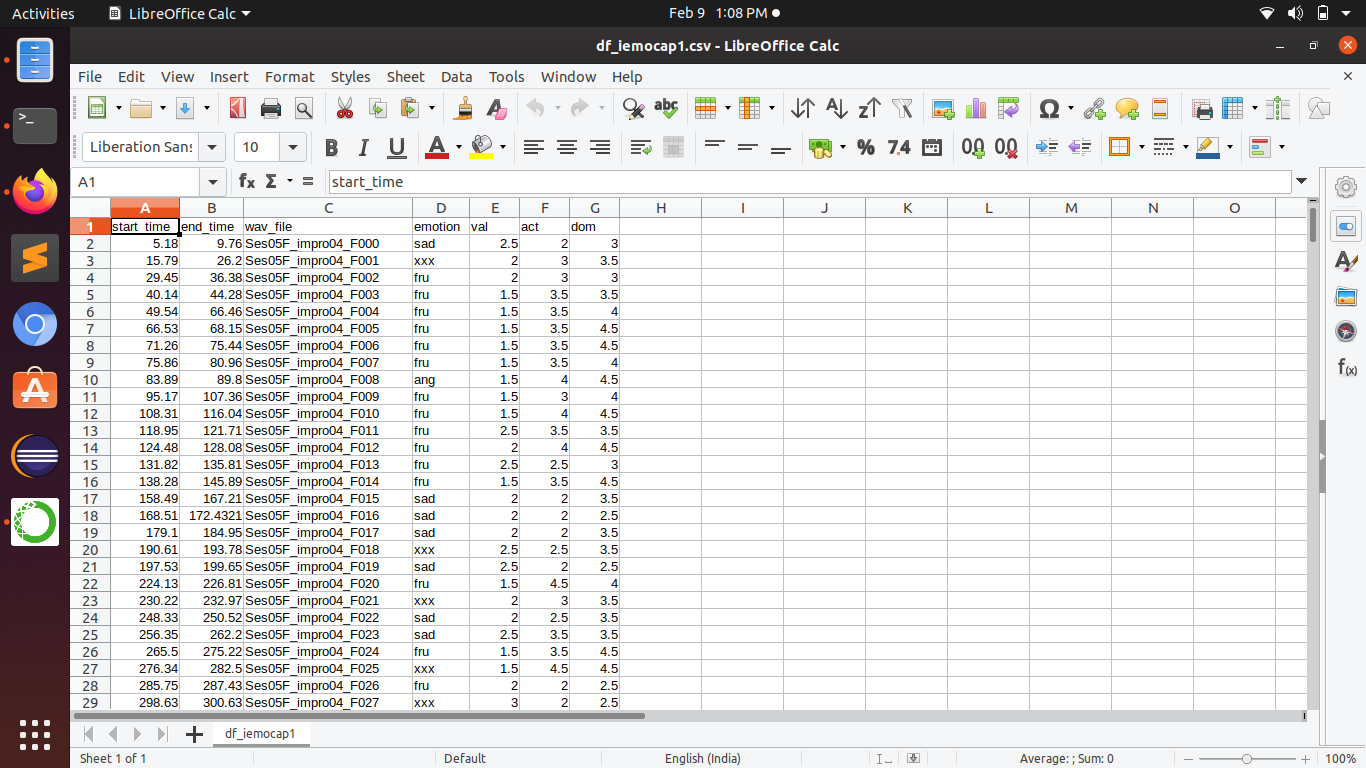 Activities LibreOffice Calc Feb 9 1:08 PM
df_iemocap1.csv - LibreOffice Calc
File Edit View Insert Format Styles Sheet Data Tools Window Help
Liberation Sans 10
A1 start_time
A B C D E F G H I J K L M N O
1 start_time end_time wav_file emotion val act dom
2 5.18 9.76 Ses05F_impro04_F000 sad 2.5 2 3
3 15.79 26.2 Ses05F_impro04_F001 xxx 2 3 3.5
4 29.45 36.38 Ses05F_impro04_F002 fru 2 3 3
5 40.14 44.28 Ses05F_impro04_F003 fru 1.5 3.5 3.5
6 49.54 66.46 Ses05F_impro04_F004 fru 1.5 3.5 4
7 66.53 68.15 Ses05F_impro04_F005 fru 1.5 3.5 4.5
8 71.26 75.44 Ses05F_impro04_F006 fru 1.5 3.5 4.5
9 75.86 80.96 Ses05F_impro04_F007 fru 1.5 3.5 4
10 83.89 89.8 Ses05F_impro04_F008 ang 1.5 4 4.5
11 95.17 107.36 Ses05F_impro04_F009 fru 1.5 3 4
12 108.31 116.04 Ses05F_impro04_F010 fru 1.5 4 4.5
13 118.95 121.71 Ses05F_impro04_F011 fru 2.5 3.5 3.5
14 124.48 128.08 Ses05F_impro04_F012 fru 2 4 4.5
15 131.82 135.81 Ses05F_impro04_F013 fru 2.5 2.5 3
16 138.28 145.89 Ses05F_impro04_F014 fru 1.5 3.5 4.5
17 158.49 167.21 Ses05F_impro04_F015 sad 2 2 3.5
18 168.51 172.4321 Ses05F_impro04_F016 sad 2 2 2.5
19 179.1 184.95 Ses05F_impro04_F017 sad 2 2 3.5
20 190.61 193.78 Ses05F_impro04_F018 xxx 2.5 2.5 3.5
21 197.53 199.65 Ses05F_impro04_F019 sad 2.5 2 2.5
22 224.13 226.81 Ses05F_impro04_F020 fru 1.5 4.5 4
23 230.22 232.97 Ses05F_impro04_F021 xxx 2 3 3.5
24 248.33 250.52 Ses05F_impro04_F022 sad 2 2.5 3.5
25 256.35 262.2 Ses05F_impro04_F023 sad 2.5 3.5 3.5
26 265.5 275.22 Ses05F_impro04_F024 fru 1.5 3.5 4.5
27 276.34 282.5 Ses05F_impro04_F025 xxx 1.5 4.5 4.5
28 285.75 287.43 Ses05F_impro04_F026 fru 2 2 2.5
29 298.63 300.63 Ses05F_impro04_F027 xxx 3 2 2.5
df_iemocap1
Sheet 1 of 1 Default English (India) Average: ; Sum: 0 100%